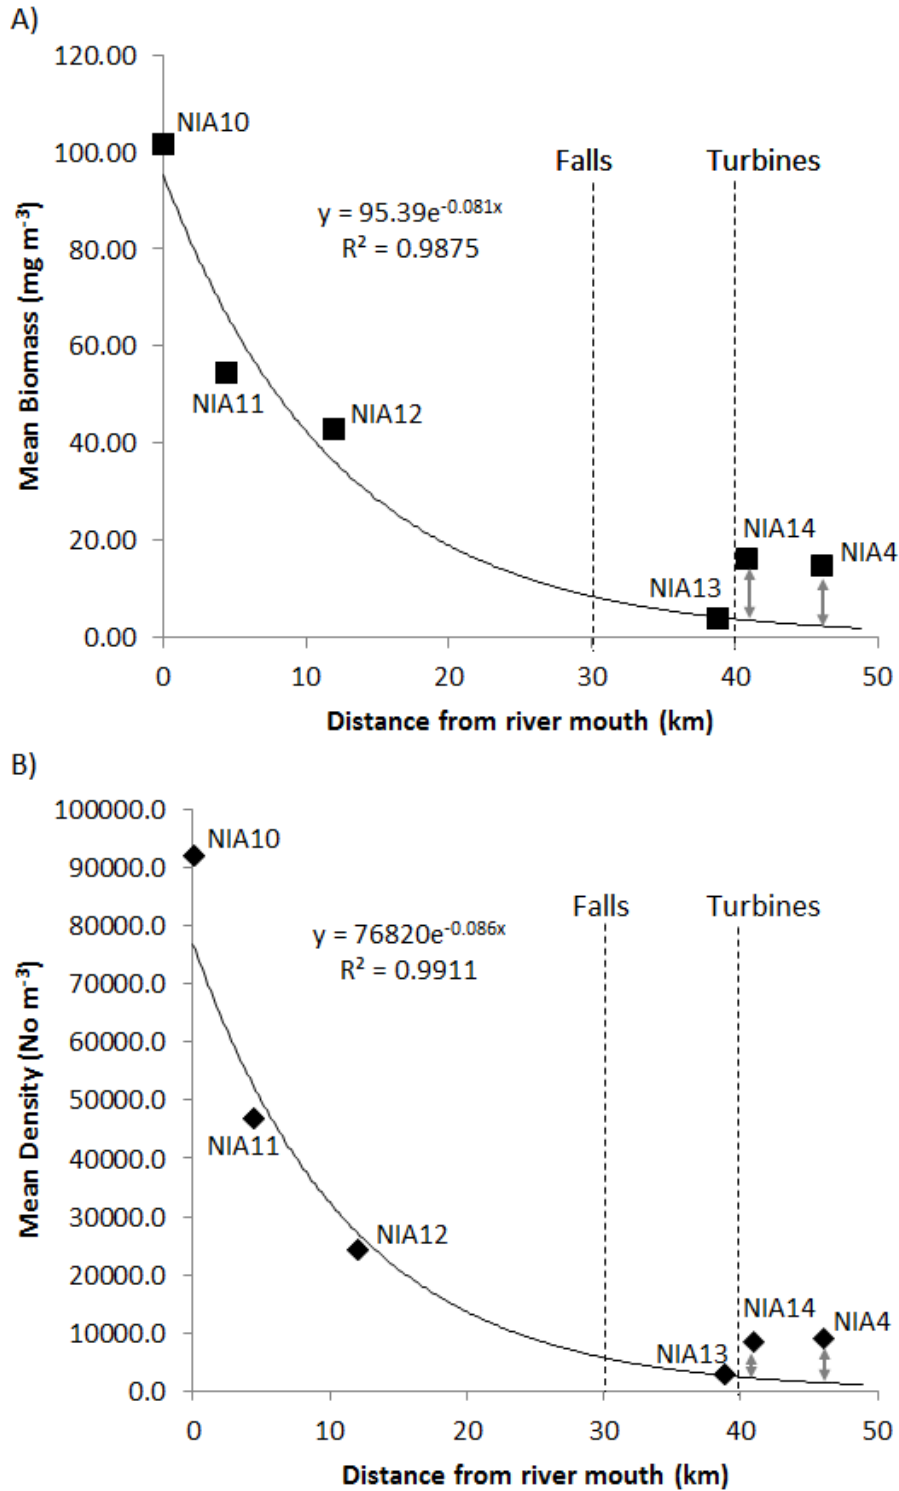 A)
120.00
NIA10
100.00
Falls
Turbines
y = 95.39e^-0.081x
R² = 0.9875
80.00
Mean Biomass (mg m⁻³)
60.00
NIA11
NIA12
40.00
20.00
NIA14
NIA4
NIA13
0.00
0 10 20 30 40 50
Distance from river mouth (km)
B)
100000.0
NIA10
90000.0
Falls
Turbines
80000.0
y = 76820e^-0.086x
R² = 0.9911
70000.0
Mean Density (No m⁻³)
60000.0
50000.0
NIA11
40000.0
30000.0
NIA12
20000.0
10000.0
NIA14
NIA4
NIA13
0.0
0 10 20 30 40 50
Distance from river mouth (km)